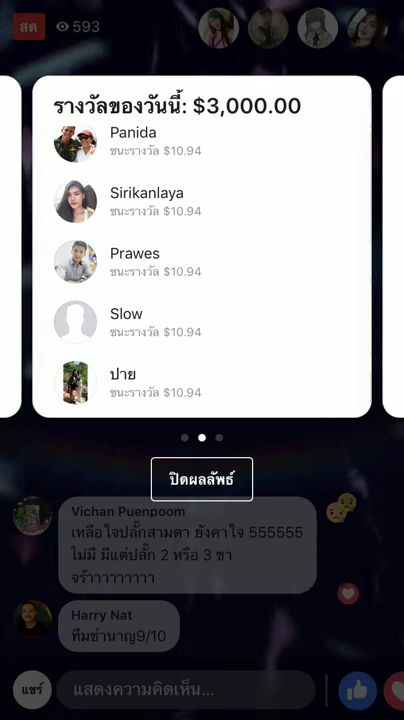 สด
593
รางวัลของวันนี้: $3,000.00
Panida
ชนะรางวัล $10.94
Sirikanlaya
ชนะรางวัล $10.94
Prawes
ชนะรางวัล $10.94
Slow
ชนะรางวัล $10.94
ปาย
ชนะรางวัล $10.94
ปิดผลลัพธ์
Vichan Puenpoom
เหลือใจปลั๊กสามตา ยังคาใจ 555555
ไม่มี มีแต่ปลั๊ก 2 หรือ 3 ขา
จร้าาาาาาาาา
Harry Nat
ทีมชำนาญ9/10
แชร์
แสดงความคิดเห็น...